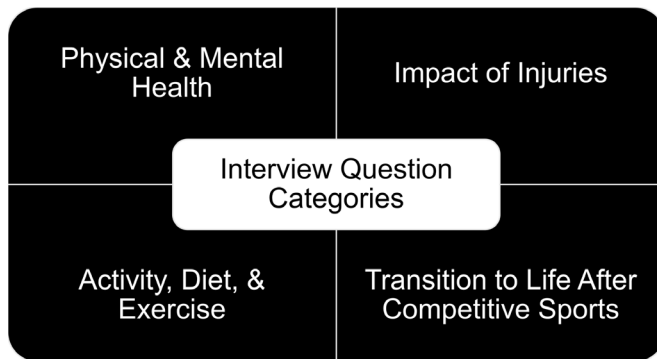 Physical & Mental
Health
Impact of Injuries
Interview Question
Categories
Activity, Diet, &
Exercise
Transition to Life After
Competitive Sports